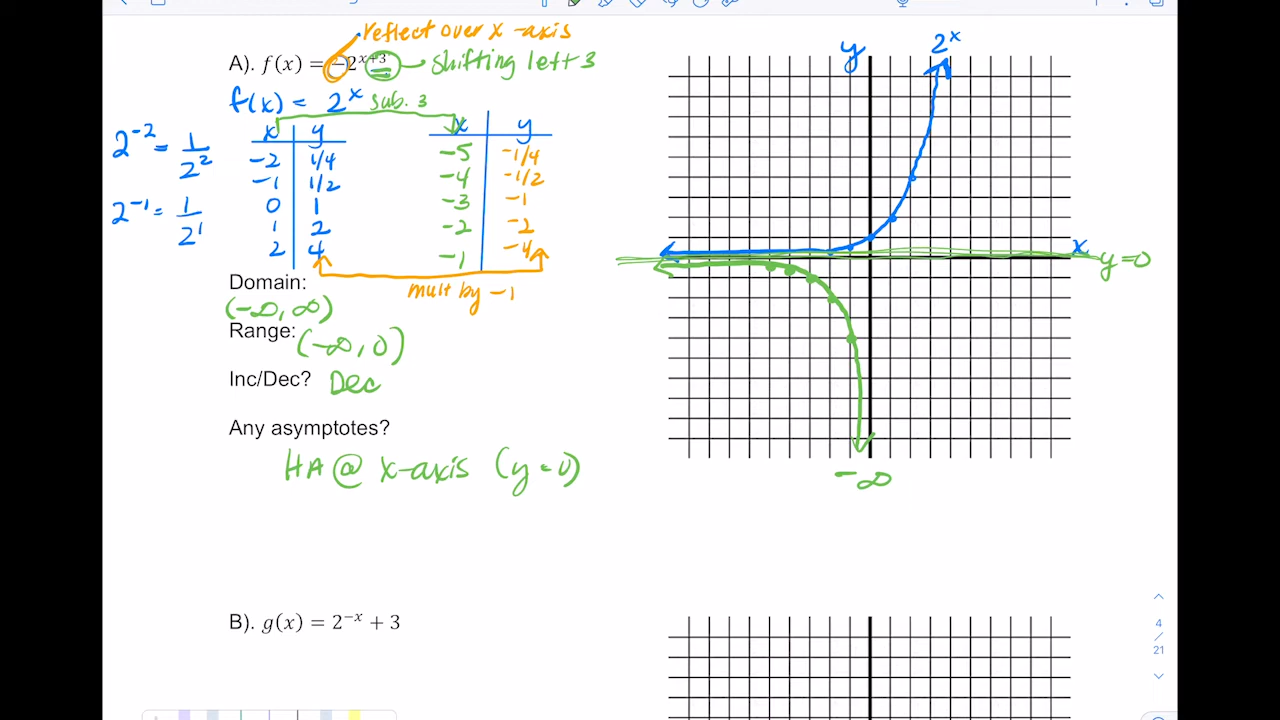 reflect over x-axis
A). f(x) = −2^{x+3} shifting left 3
f(x) = 2^x sub. 3
2^{-2} = 1/2^2
2^{-1} = 1/2^1
x y
-2 1/4
-1 1/2
0 1
1 2
2 4
x y
-5 -1/4
-4 -1/2
-3 -1
-2 -2
-1 -4
mult by -1
Domain:
(-∞, ∞)
Range: (-∞, 0)
Inc/Dec? Dec
Any asymptotes?
HA @ x-axis (y=0)
y 2^x
x
y=0
-∞
B). g(x) = 2^{−x} + 3
4
/
21